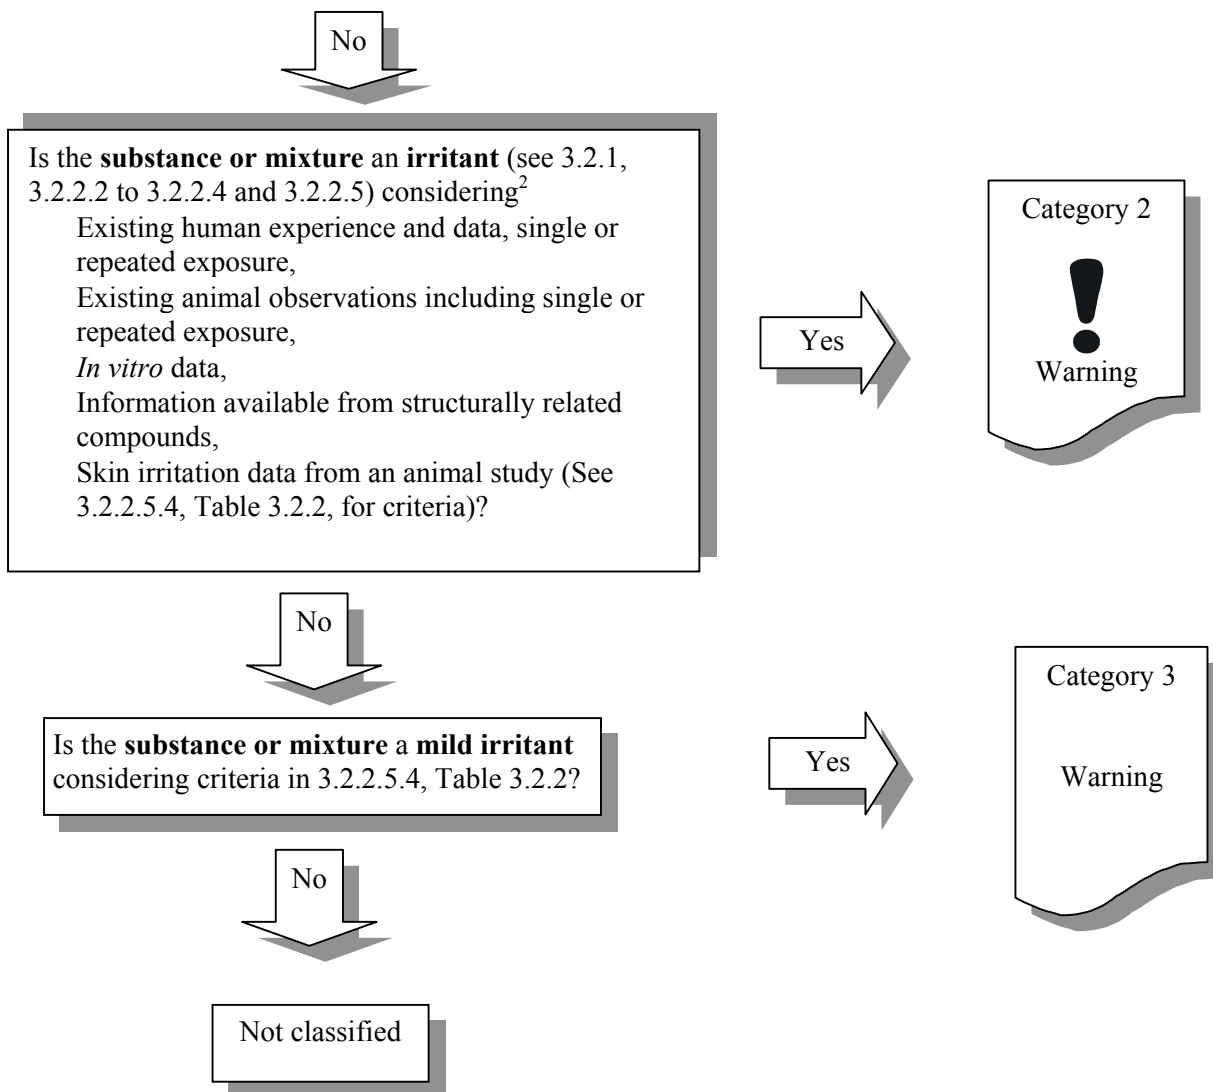 No
Is the substance or mixture an irritant (see 3.2.1,
3.2.2.2 to 3.2.2.4 and 3.2.2.5) considering2
Existing human experience and data, single or
repeated exposure,
Existing animal observations including single or
repeated exposure,
In vitro data,
Information available from structurally related
compounds,
Skin irritation data from an animal study (See
3.2.2.5.4, Table 3.2.2, for criteria)?
Yes
Category 2
!
Warning
No
Is the substance or mixture a mild irritant
considering criteria in 3.2.2.5.4, Table 3.2.2?
Yes
Category 3
Warning
No
Not classified